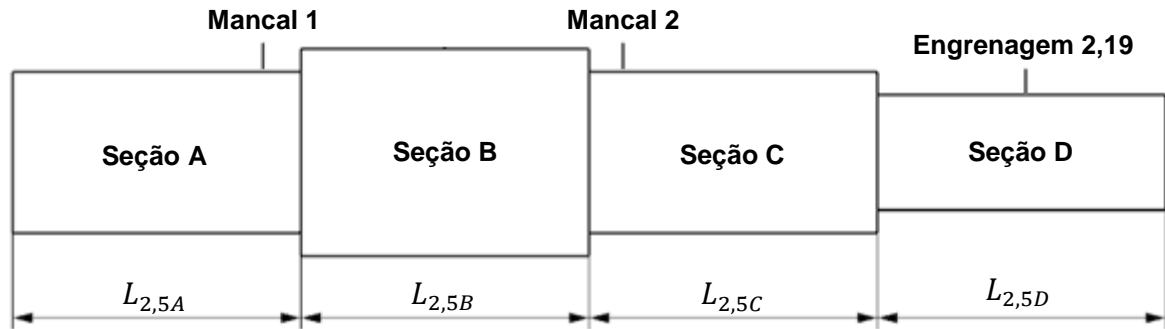 Mancal 1
Mancal 2
Engrenagem 2,19
Seção A
Seção B
Seção C
Seção D
L2,5A
L2,5B
L2,5C
L2,5D